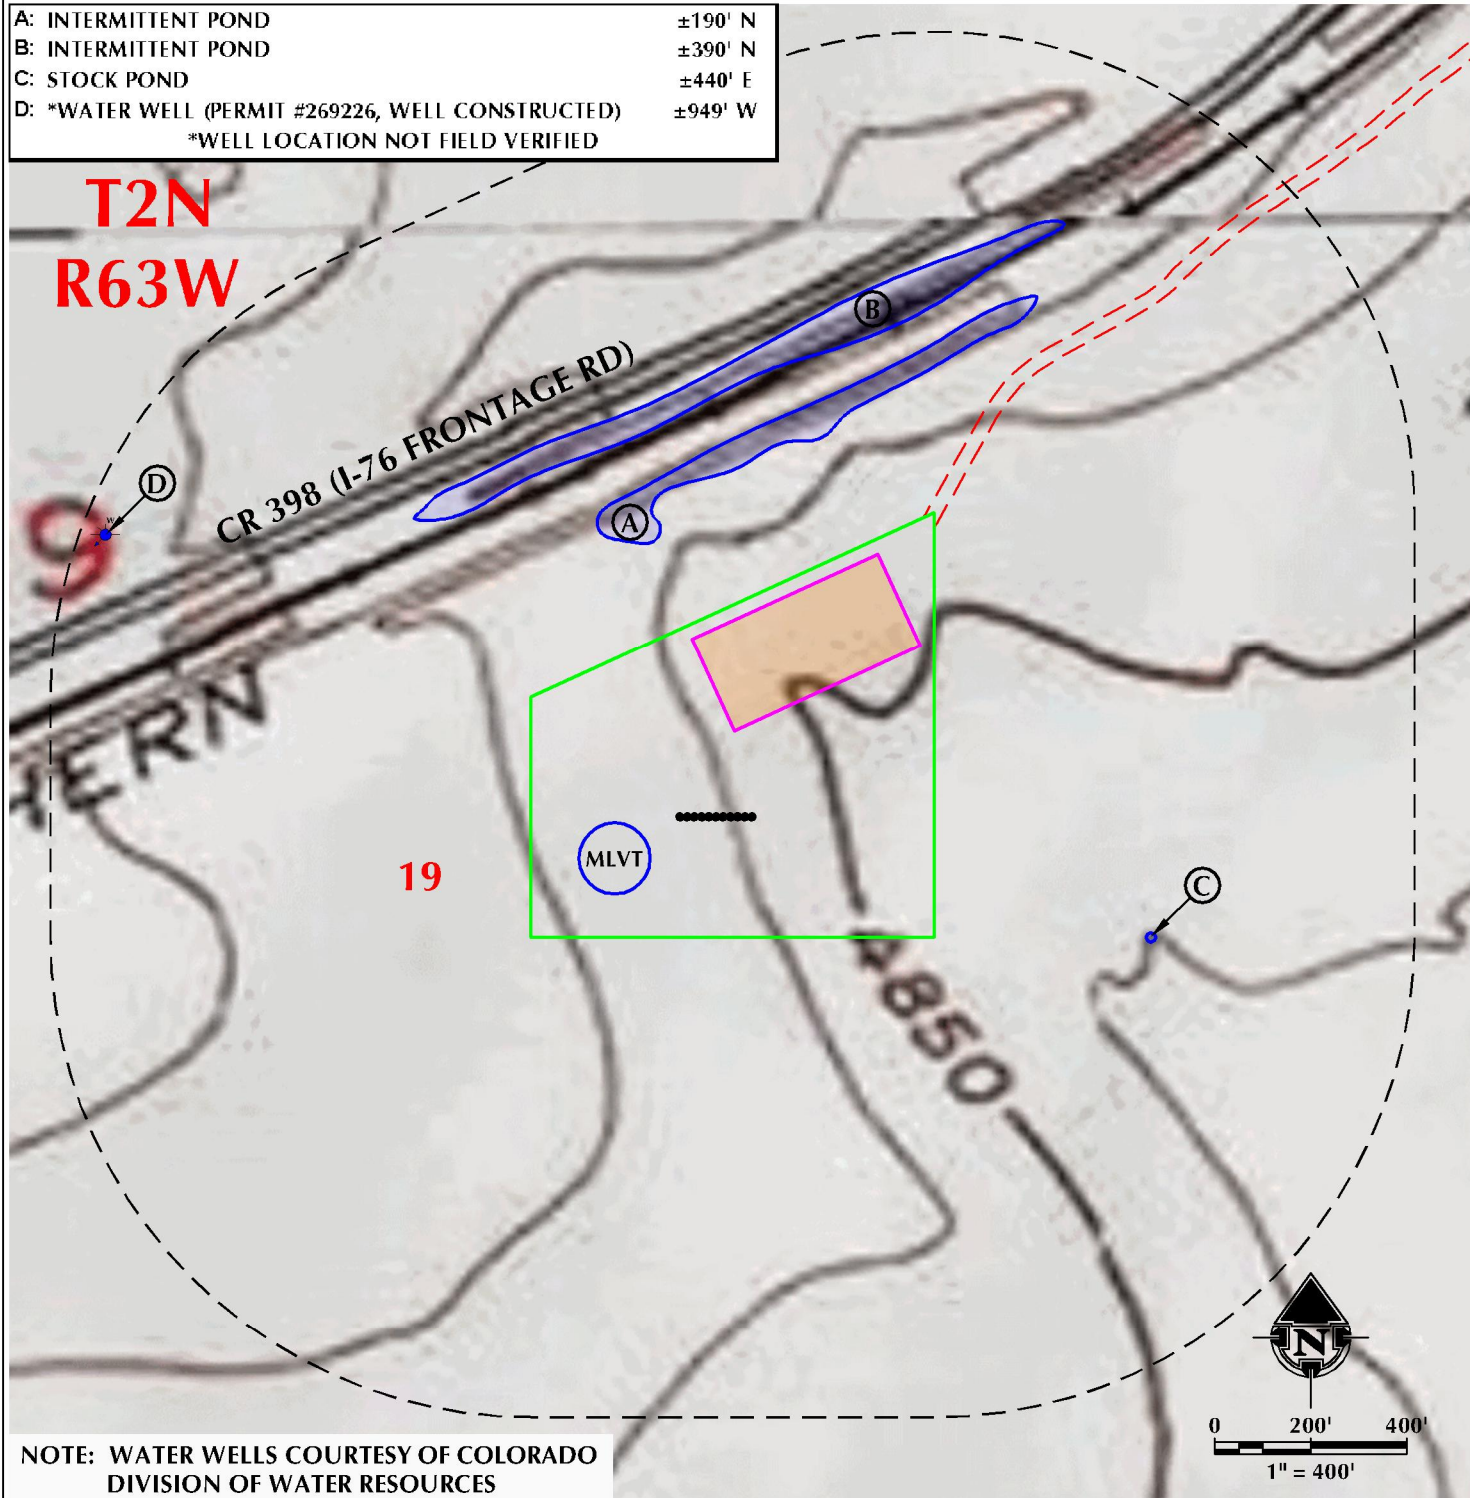 A: INTERMITTENT POND ±190' N
B: INTERMITTENT POND ±390' N
C: STOCK POND ±440' E
D: *WATER WELL (PERMIT #269226, WELL CONSTRUCTED) ±949' W
*WELL LOCATION NOT FIELD VERIFIED
T2N
R63W
B
CR 398 (I-76 FRONTAGE RD)
D
A
9
HERN
MLVT
19
C
4850
N
0 200' 400'
1" = 400'
NOTE: WATER WELLS COURTESY OF COLORADO
DIVISION OF WATER RESOURCES